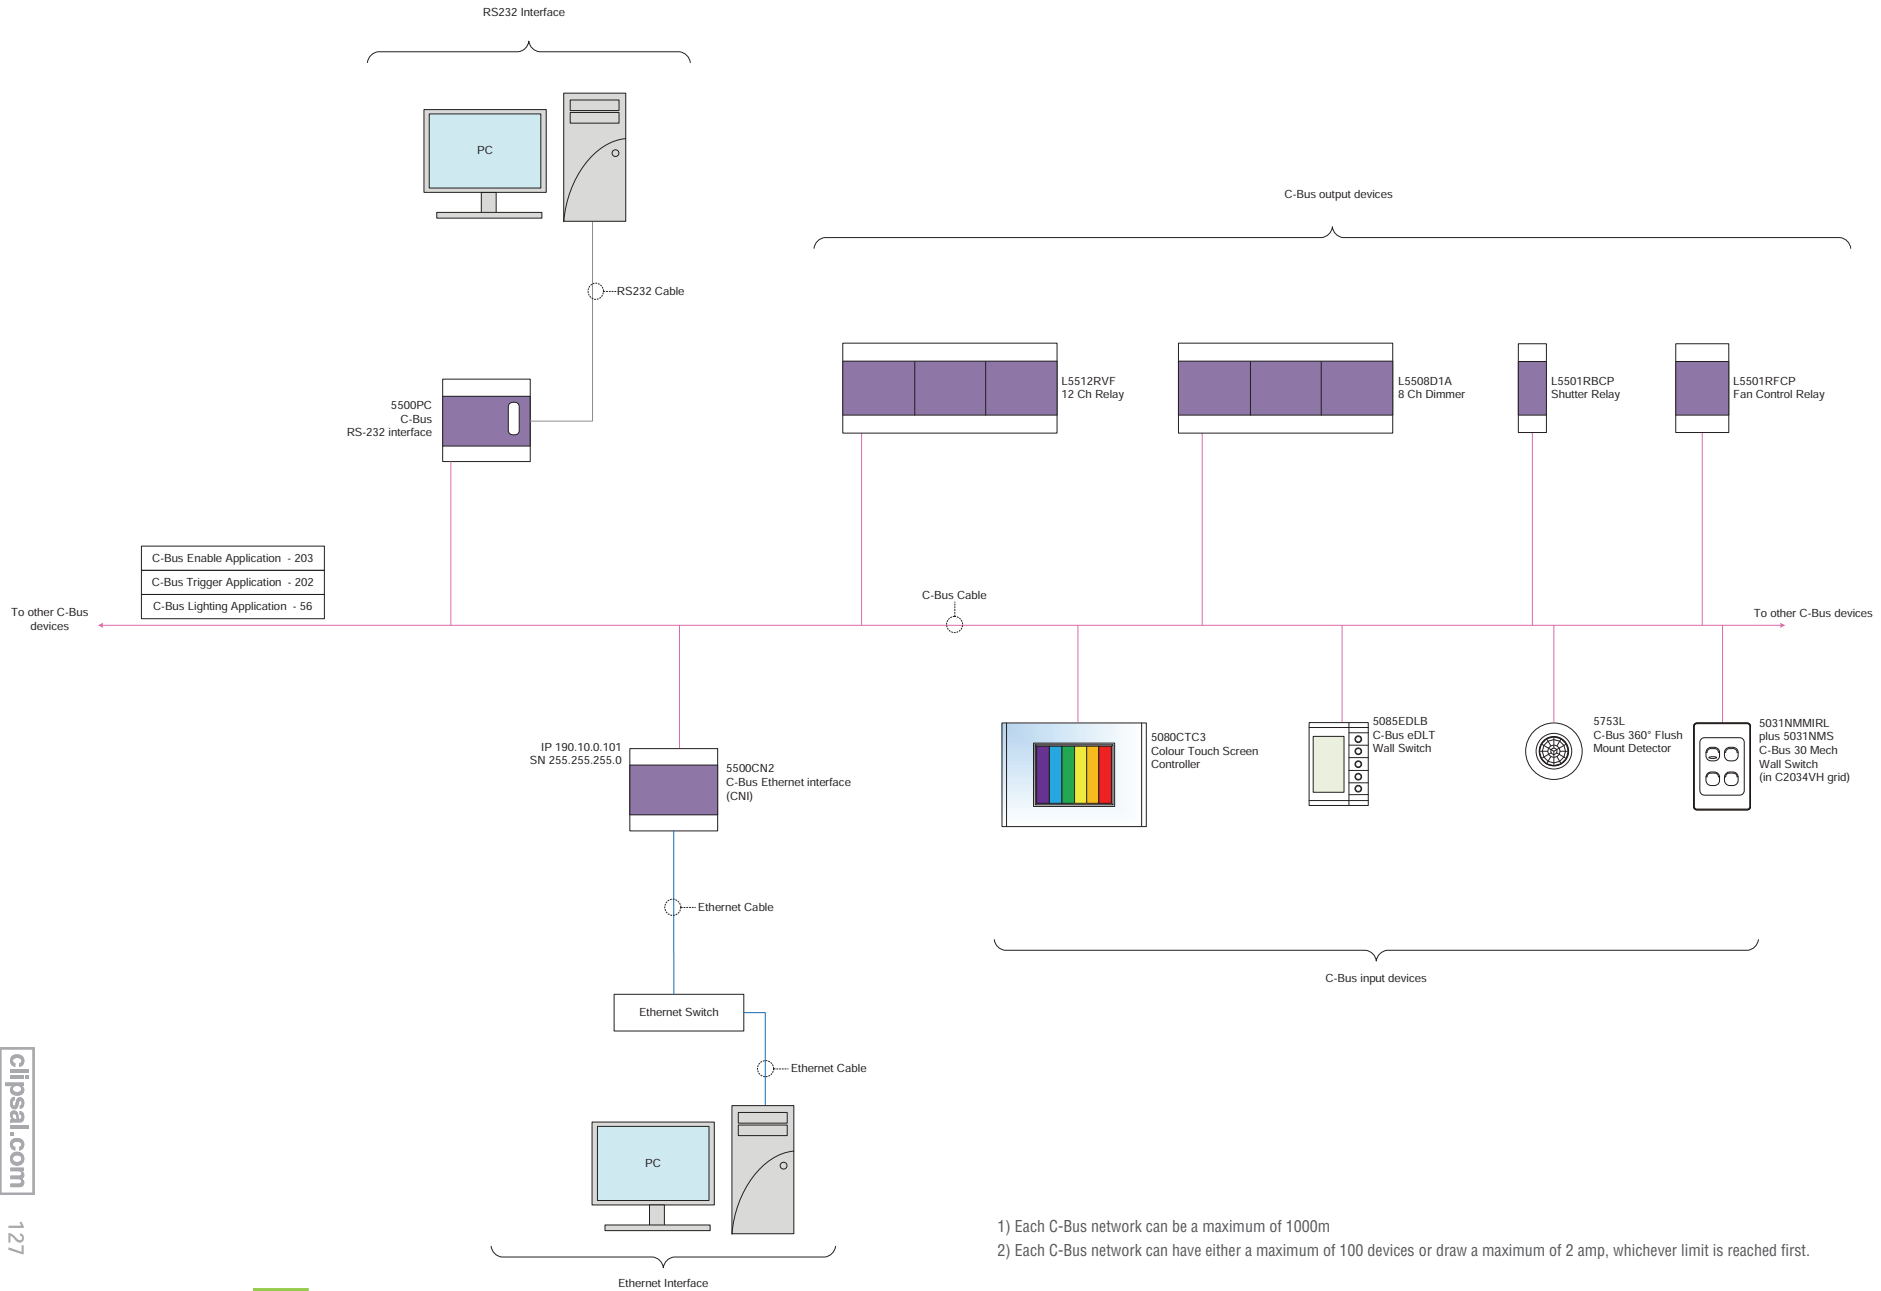 RS232 Interface
PC
RS232 Cable
C-Bus output devices
5500PC
C-Bus
RS-232 interface
L5512RVF
12 Ch Relay
L5508D1A
8 Ch Dimmer
L5501RBCP
Shutter Relay
L5501RFCP
Fan Control Relay
C-Bus Enable Application - 203
C-Bus Trigger Application - 202
C-Bus Lighting Application - 56
To other C-Bus
devices
C-Bus Cable
To other C-Bus devices
IP 190.10.0.101
SN 255.255.255.0
5500CN2
C-Bus Ethernet interface
(CNI)
5080CTC3
Colour Touch Screen
Controller
5085EDLB
C-Bus eDLT
Wall Switch
5753L
C-Bus 360° Flush
Mount Detector
5031NMMIRL
plus 5031NMS
C-Bus 30 Mech
Wall Switch
(in C2034VH grid)
Ethernet Cable
C-Bus input devices
Ethernet Switch
Ethernet Cable
PC
Ethernet Interface
1) Each C-Bus network can be a maximum of 1000m
2) Each C-Bus network can have either a maximum of 100 devices or draw a maximum of 2 amp, whichever limit is reached first.
clipsal.com
127